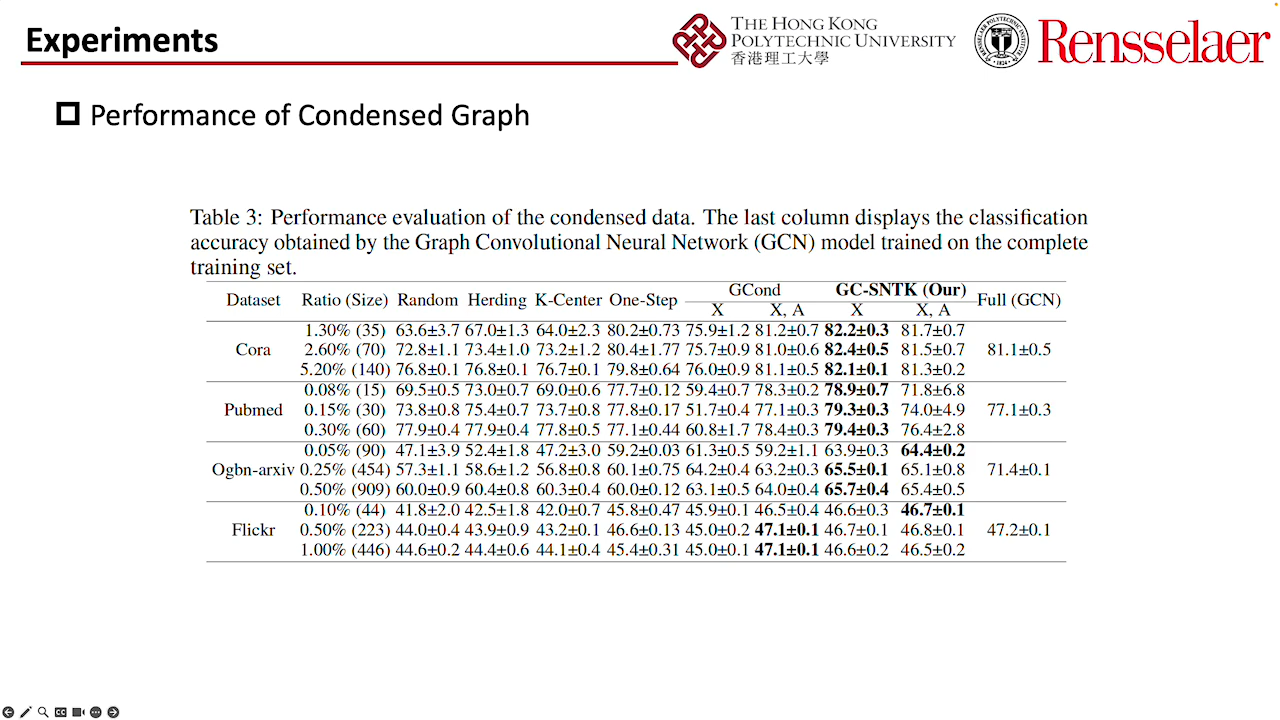 Experiments
THE HONG KONG
POLYTECHNIC UNIVERSITY
香港理工大學
Rensselaer
Performance of Condensed Graph
Table 3: Performance evaluation of the condensed data. The last column displays the classification
accuracy obtained by the Graph Convolutional Neural Network (GCN) model trained on the complete
training set.
Dataset Ratio (Size) Random Herding K-Center One-Step GCond GC-SNTK (Our) Full (GCN)
X X, A X X, A
1.30% (35) 63.6±3.7 67.0±1.3 64.0±2.3 80.2±0.73 75.9±1.2 81.2±0.7 82.2±0.3 81.7±0.7
Cora 2.60% (70) 72.8±1.1 73.4±1.0 73.2±1.2 80.4±1.77 75.7±0.9 81.0±0.6 82.4±0.5 81.5±0.7 81.1±0.5
5.20% (140) 76.8±0.1 76.8±0.1 76.7±0.1 79.8±0.64 76.0±0.9 81.1±0.5 82.1±0.1 81.3±0.2
0.08% (15) 69.5±0.5 73.0±0.7 69.0±0.6 77.7±0.12 59.4±0.7 78.3±0.2 78.9±0.7 71.8±6.8
Pubmed 0.15% (30) 73.8±0.8 75.4±0.7 73.7±0.8 77.8±0.17 51.7±0.4 77.1±0.3 79.3±0.3 74.0±4.9 77.1±0.3
0.30% (60) 77.9±0.4 77.9±0.4 77.8±0.5 77.1±0.44 60.8±1.7 78.4±0.3 79.4±0.3 76.4±2.8
0.05% (90) 47.1±3.9 52.4±1.8 47.2±3.0 59.2±0.03 61.3±0.5 59.2±1.1 63.9±0.3 64.4±0.2
Ogbn-arxiv 0.25% (454) 57.3±1.1 58.6±1.2 56.8±0.8 60.1±0.75 64.2±0.4 63.2±0.3 65.5±0.1 65.1±0.8 71.4±0.1
0.50% (909) 60.0±0.9 60.4±0.8 60.3±0.4 60.0±0.12 63.1±0.5 64.0±0.4 65.7±0.4 65.4±0.5
0.10% (44) 41.8±2.0 42.5±1.8 42.0±0.7 45.8±0.47 45.9±0.1 46.5±0.4 46.6±0.3 46.7±0.1
Flickr 0.50% (223) 44.0±0.4 43.9±0.9 43.2±0.1 46.6±0.13 45.0±0.2 47.1±0.1 46.7±0.1 46.8±0.1 47.2±0.1
1.00% (446) 44.6±0.2 44.4±0.6 44.1±0.4 45.4±0.31 45.0±0.1 47.1±0.1 46.6±0.2 46.5±0.2